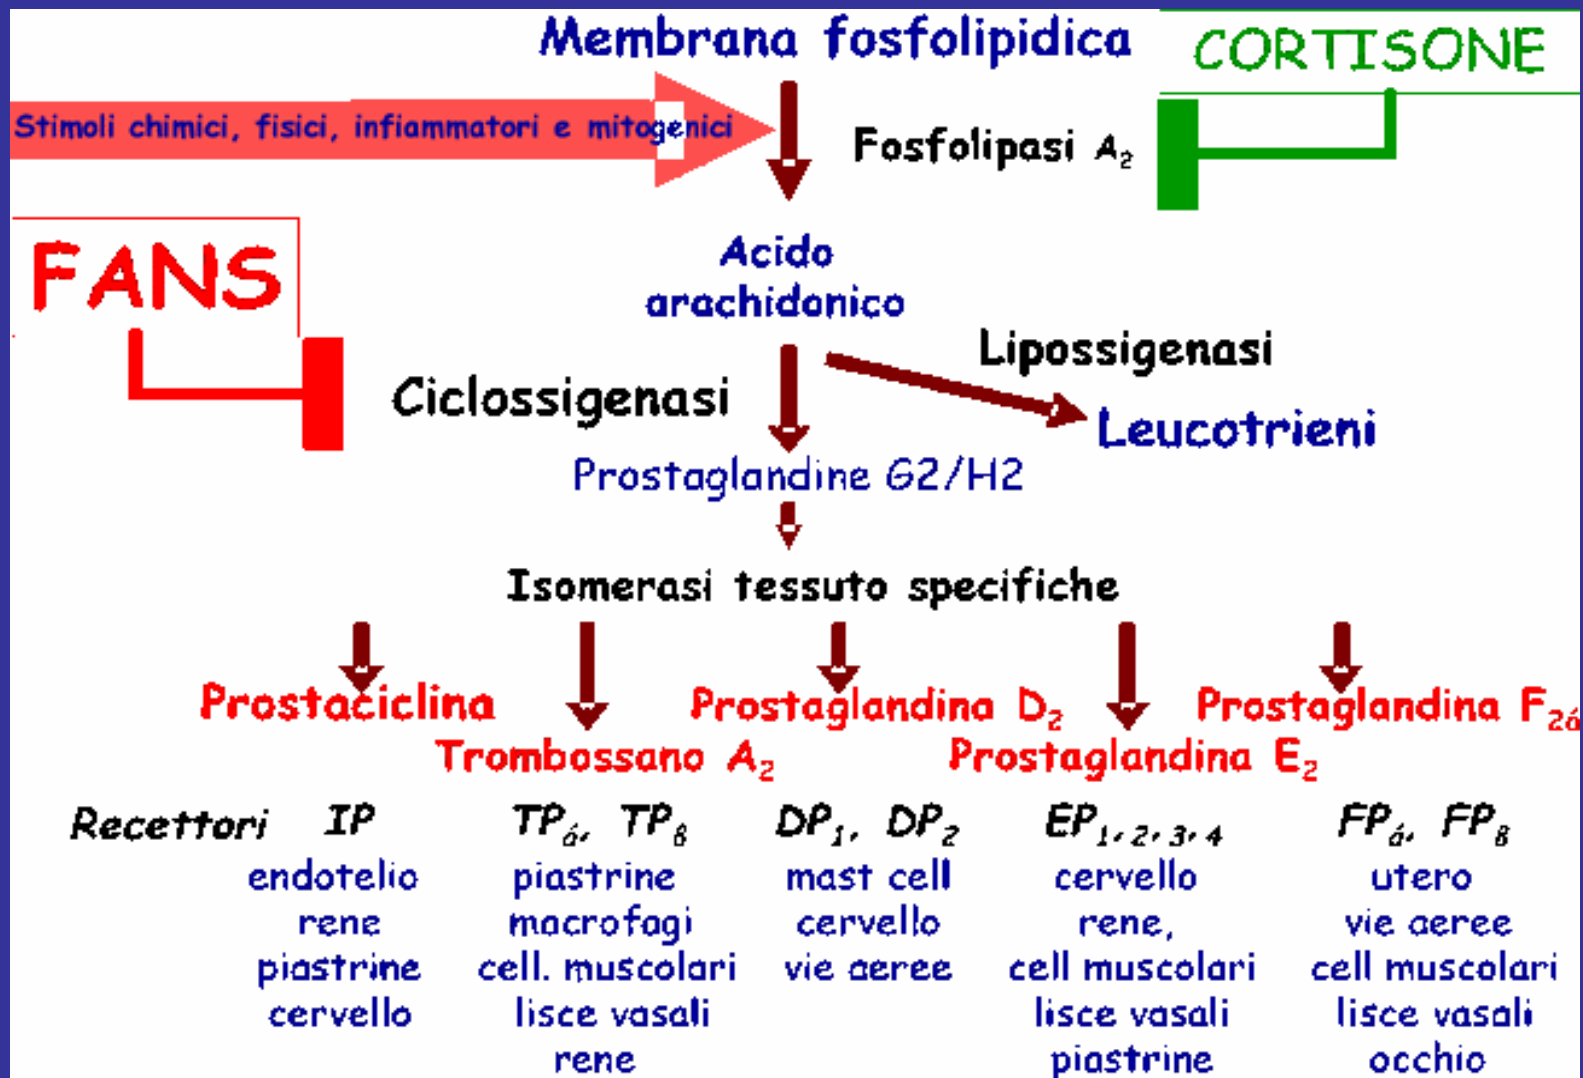 Membrana fosfolipidica
CORTISONE
Stimoli chimici, fisici, infiammatori e mitogenici
Fosfolipasi A₂
FANS
Acido
arachidonico
Lipossigenasi
Ciclossigenasi
Leucotrieni
Prostaglandine G2/H2
Isomerasi tessuto specifiche
Prostaciclina
Prostaglandina D₂
Prostaglandina F₂á
Trombossano A₂
Prostaglandina E₂
Recettori
IP
endotelio
rene
piastrine
cervello
TPá, TPß
piastrine
macrofagi
cell. muscolari
lisce vasali
rene
DP₁, DP₂
mast cell
cervello
vie aeree
EP₁,₂,₃,₄
cervello
rene,
cell muscolari
lisce vasali
piastrine
FPá, FPß
utero
vie aeree
cell muscolari
lisce vasali
occhio